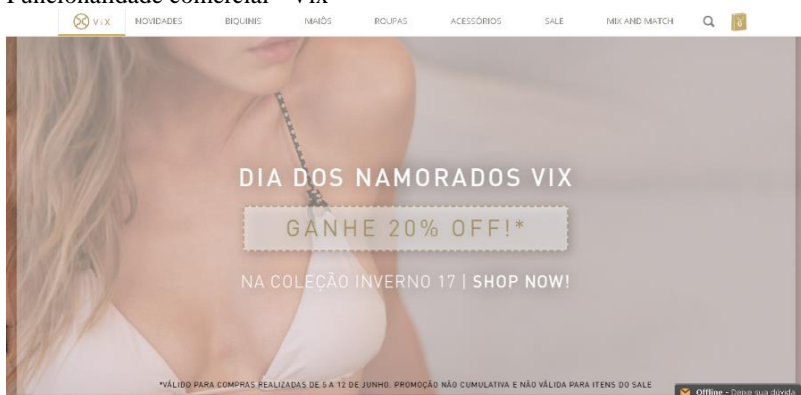 Funcionalidade comercial - Vix
VIX NOVIDADES BIQUINIS MAIÔS ROUPAS ACESSÓRIOS SALE MIX AND MATCH
0
DIA DOS NAMORADOS VIX
GANHE 20% OFF!*
NA COLEÇÃO INVERNO 17 | SHOP NOW!
*VÁLIDO PARA COMPRAS REALIZADAS DE 5 A 12 DE JUNHO. PROMOÇÃO NÃO CUMULATIVA E NÃO VÁLIDA PARA ITENS DO SALE
Offline - Deixe sua dúvida